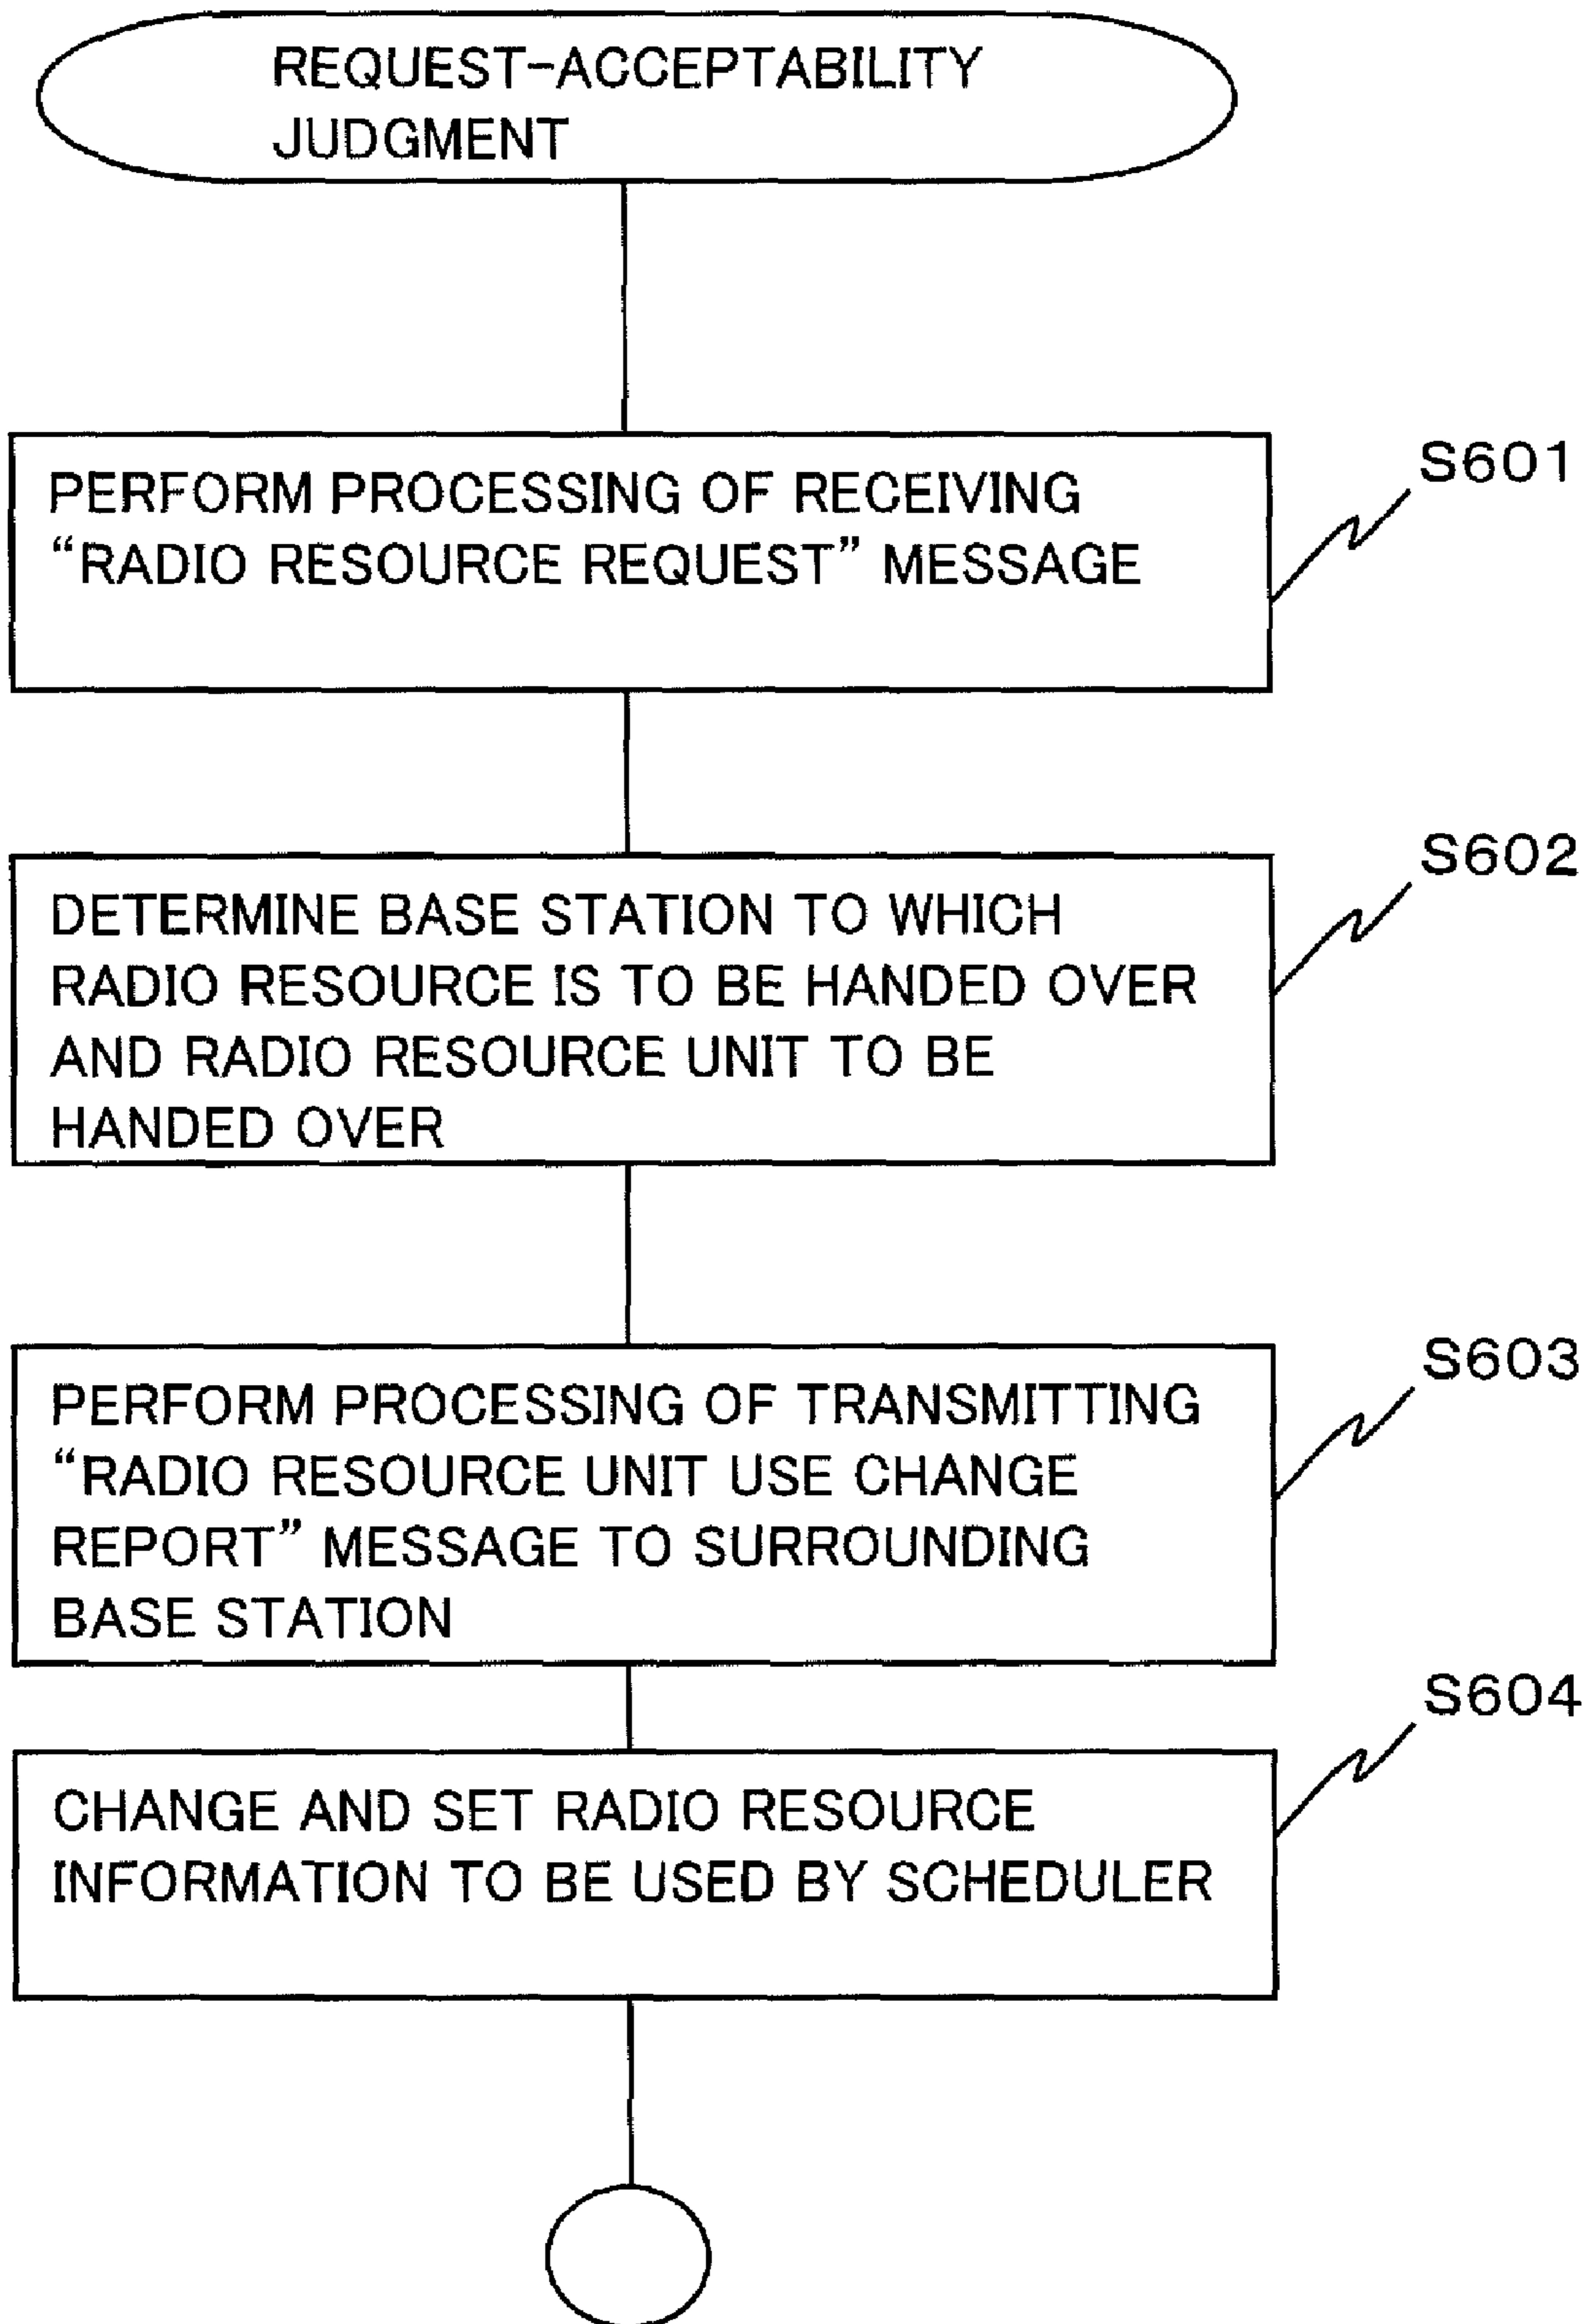 REQUEST-ACCEPTABILITY
JUDGMENT
PERFORM PROCESSING OF RECEIVING
“RADIO RESOURCE REQUEST” MESSAGE
S601
DETERMINE BASE STATION TO WHICH
RADIO RESOURCE IS TO BE HANDED OVER
AND RADIO RESOURCE UNIT TO BE
HANDED OVER
S602
PERFORM PROCESSING OF TRANSMITTING
“RADIO RESOURCE UNIT USE CHANGE
REPORT” MESSAGE TO SURROUNDING
BASE STATION
S603
CHANGE AND SET RADIO RESOURCE
INFORMATION TO BE USED BY SCHEDULER
S604